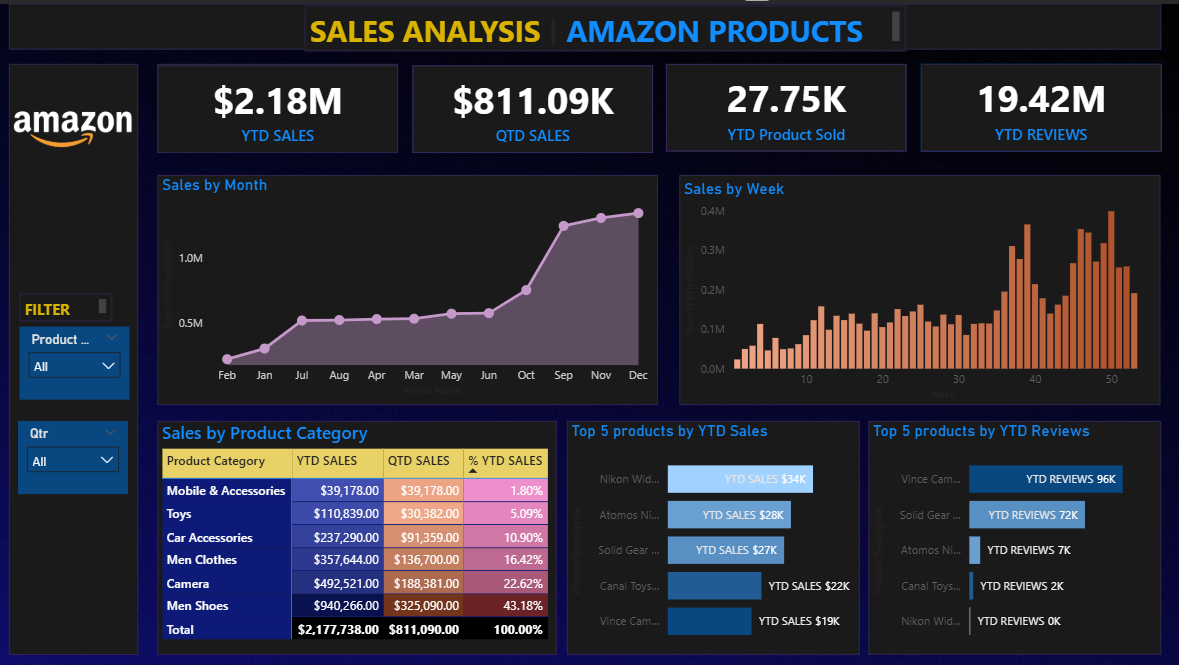 SALES ANALYSIS | AMAZON PRODUCTS
amazon
$2.18M
YTD SALES
$811.09K
QTD SALES
27.75K
YTD Product Sold
19.42M
YTD REVIEWS
FILTER
Product ...
All
Qtr
All
Sales by Month
1.0M
0.5M
Feb Jan Jul Aug Apr Mar May Jun Oct Sep Nov Dec
Month Name
Sales by Week
0.4M
0.3M
0.2M
0.1M
0.0M
10 20 30 40 50
Week
Sales by Product Category
Product Category YTD SALES QTD SALES % YTD SALES
Mobile & Accessories $39,178.00 $39,178.00 1.80%
Toys $110,839.00 $30,382.00 5.09%
Car Accessories $237,290.00 $91,359.00 10.90%
Men Clothes $357,644.00 $136,700.00 16.42%
Camera $492,521.00 $188,381.00 22.62%
Men Shoes $940,266.00 $325,090.00 43.18%
Total $2,177,738.00 $811,090.00 100.00%
Top 5 products by YTD Sales
Product Description
Nikon Wid... YTD SALES $34K
Atomos Ni... YTD SALES $28K
Solid Gear ... YTD SALES $27K
Canal Toys... YTD SALES $22K
Vince Cam... YTD SALES $19K
Top 5 products by YTD Reviews
Product Description
Vince Cam... YTD REVIEWS 96K
Solid Gear ... YTD REVIEWS 72K
Atomos Ni... YTD REVIEWS 7K
Canal Toys... YTD REVIEWS 2K
Nikon Wid... YTD REVIEWS 0K